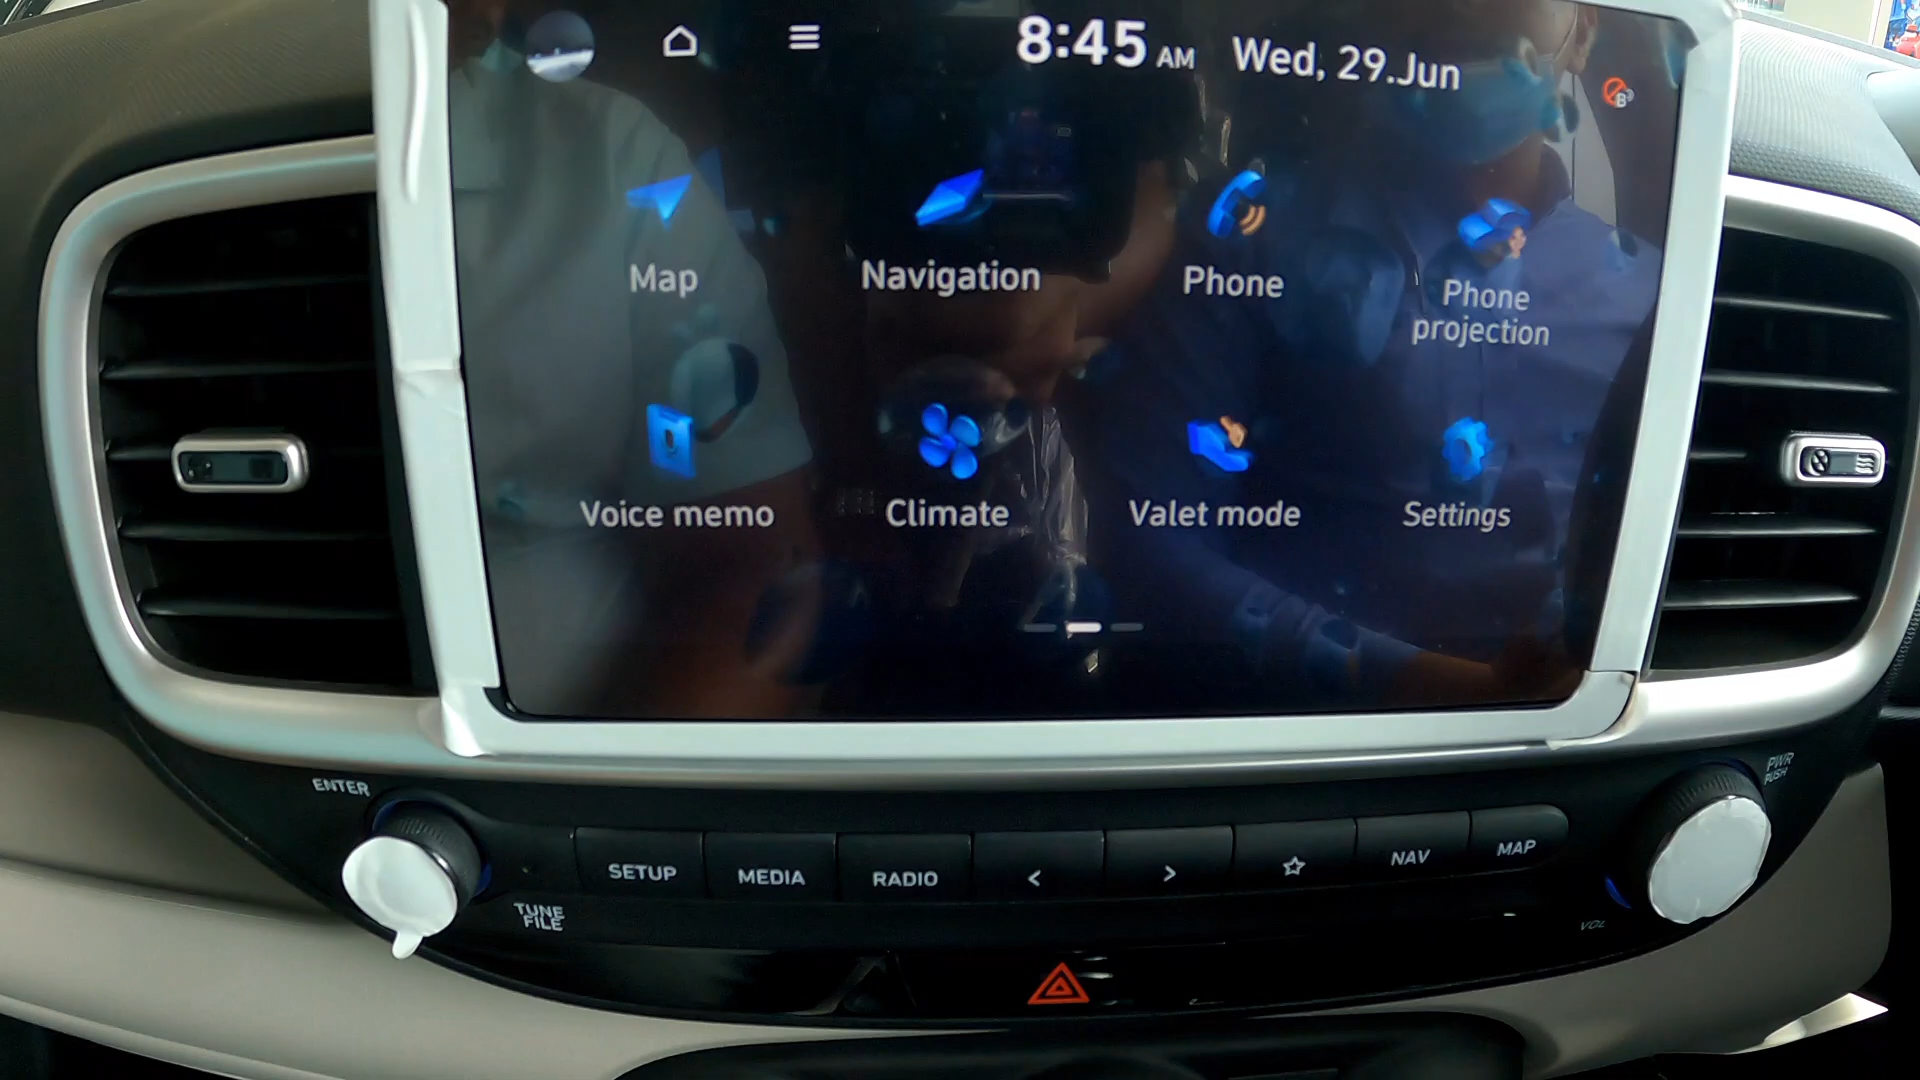 8:45 AM Wed, 29.Jun
Map
Navigation
Phone
Phone
projection
Voice memo
Climate
Valet mode
Settings
ENTER
PWR
PUSH
SETUP
MEDIA
RADIO
<
>
NAV
MAP
TUNE
FILE
VOL